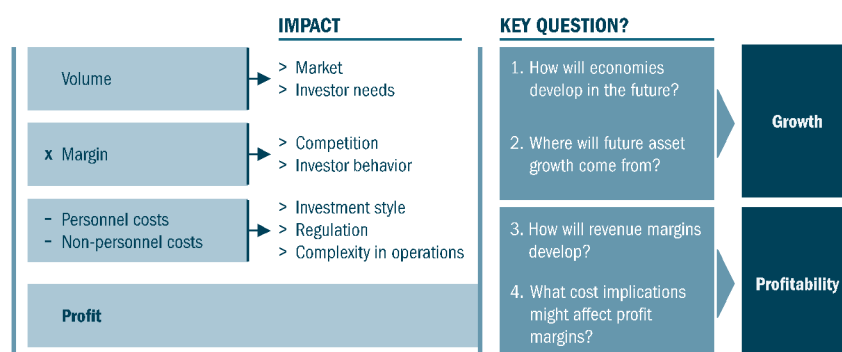 IMPACT
KEY QUESTION?
Volume
> Market
> Investor needs
x Margin
> Competition
> Investor behavior
– Personnel costs
– Non-personnel costs
> Investment style
> Regulation
> Complexity in operations
Profit
1. How will economies
develop in the future?
2. Where will future asset
growth come from?
Growth
3. How will revenue margins
develop?
4. What cost implications
might affect profit
margins?
Profitability